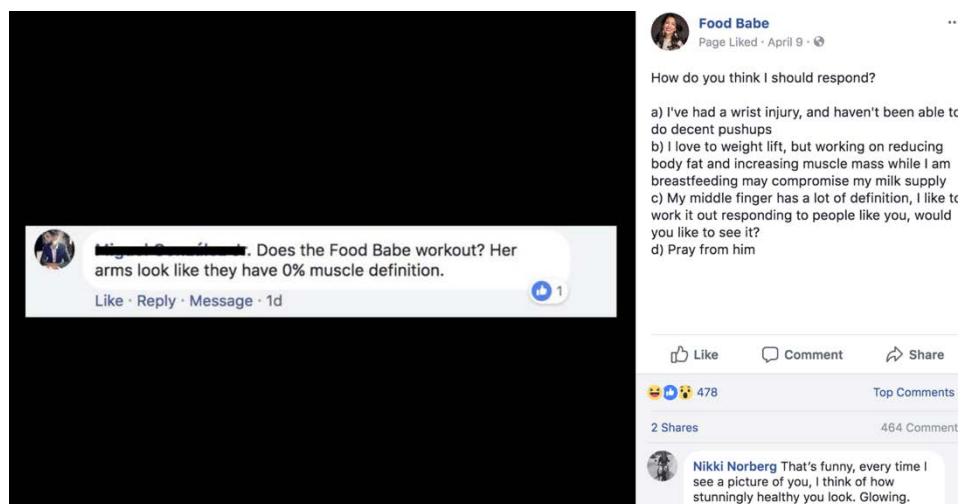 . Does the Food Babe workout? Her
arms look like they have 0% muscle definition.
Like · Reply · Message · 1d
1
Food Babe
Page Liked · April 9 ·
How do you think I should respond?
a) I've had a wrist injury, and haven't been able to
do decent pushups
b) I love to weight lift, but working on reducing
body fat and increasing muscle mass while I am
breastfeeding may compromise my milk supply
c) My middle finger has a lot of definition, I like to
work it out responding to people like you, would
you like to see it?
d) Pray from him
Like Comment Share
478 Top Comments
2 Shares 464 Comment
Nikki Norberg That's funny, every time I
see a picture of you, I think of how
stunningly healthy you look. Glowing.